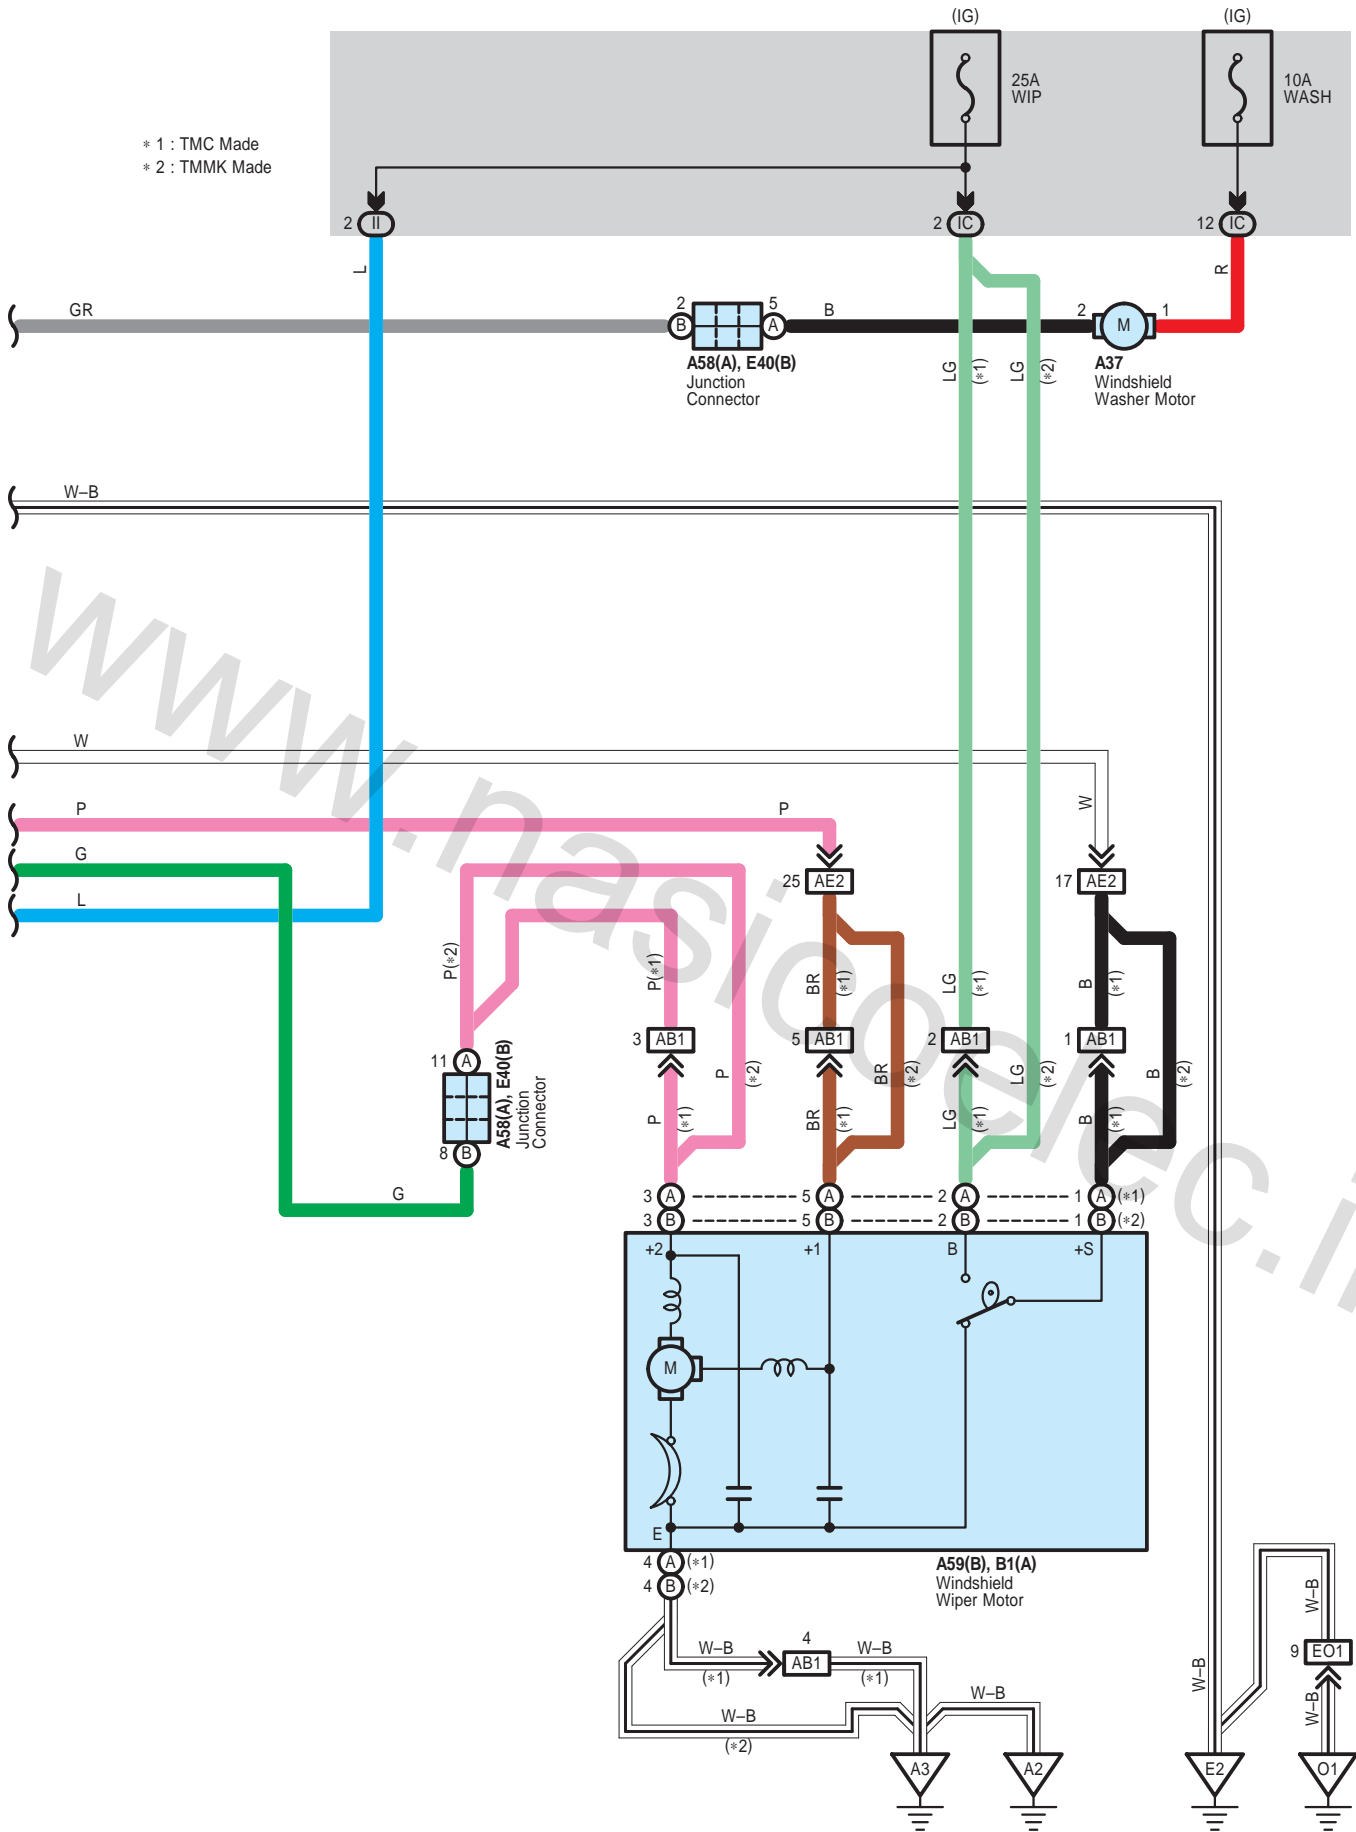 (IG)
(IG)
25A
WIP
10A
WASH
* 1 : TMC Made
* 2 : TMMK Made
2 II
2 IC
12 IC
L
R
GR
2
B
5
A
B
2
M
1
A58(A), E40(B)
Junction
Connector
LG
(*1)
LG
(*2)
A37
Windshield
Washer Motor
W–B
www.nasicoelec.i
W
W
P
P
G
L
25 AE2
17 AE2
P(*2)
P(*1)
BR
(*1)
LG
(*1)
B
(*1)
3 AB1
5 AB1
2 AB1
1 AB1
11 A
A58(A), E40(B)
Junction
Connector
8 B
P
(*1)
P
(*2)
BR
(*1)
BR
(*2)
LG
(*1)
LG
(*2)
B
(*1)
B
(*2)
G
3 A 5 A 2 A 1 A (*1)
3 B 5 B 2 B 1 B (*2)
+2
+1
B
+S
M
E
4 A (*1)
4 B (*2)
A59(B), B1(A)
Windshield
Wiper Motor
W–B
(*1)
4
AB1
W–B
(*1)
W–B
(*2)
W–B
W–B
W–B
9 EO1
W–B
A3
A2
E2
O1